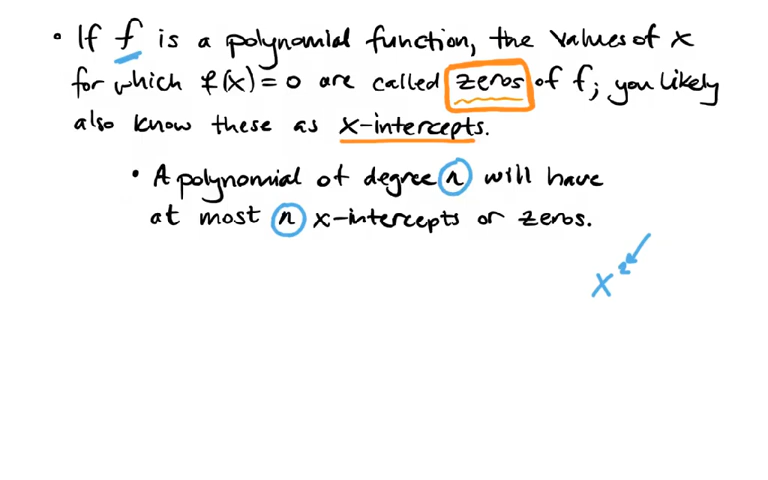 • If f is a polynomial function, the values of x
for which f(x)=0 are called zeros of f; you likely
also know these as x-intercepts.
• A polynomial of degree n will have
at most n x-intercepts or zeros.
x²